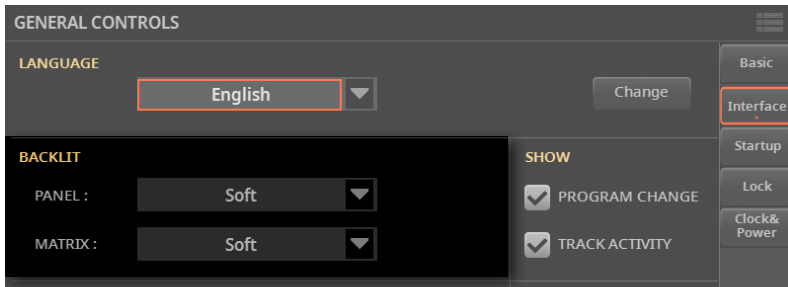 GENERAL CONTROLS
LANGUAGE
English
Change
BACKLIT
PANEL :
Soft
MATRIX :
Soft
SHOW
PROGRAM CHANGE
TRACK ACTIVITY
Basic
Interface
Startup
Lock
Clock&
Power